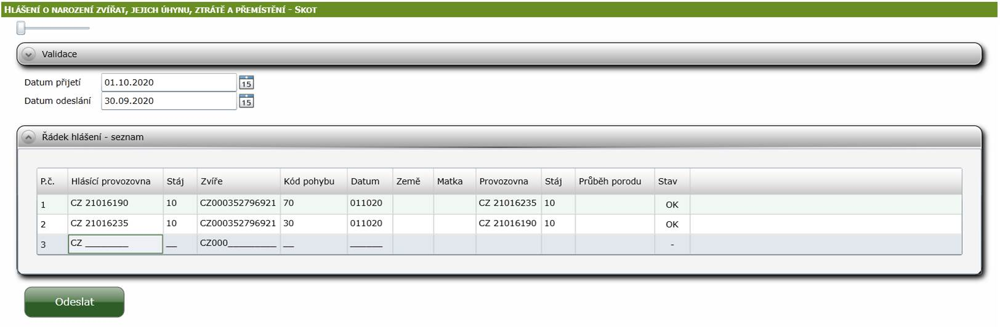 HLÁŠENÍ O NAROZENÍ ZVÍŘAT, JEJICH ÚHYNU, ZTRÁTĚ A PŘEMÍSTĚNÍ - SKOT
Validace
Datum přijetí 01.10.2020 15
Datum odeslání 30.09.2020 15
Řádek hlášení - seznam
P.č. Hlásící provozovna Stáj Zvíře Kód pohybu Datum Země Matka Provozovna Stáj Průběh porodu Stav
1 CZ 21016190 10 CZ000352796921 70 011020 CZ 21016235 10 OK
2 CZ 21016235 10 CZ000352796921 30 011020 CZ 21016190 10 OK
3 CZ ________ __ CZ000_________ __ ______ -
Odeslat